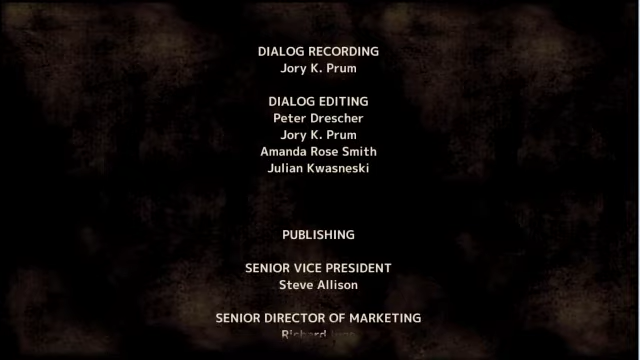 DIALOG RECORDING
Jory K. Prum
DIALOG EDITING
Peter Drescher
Jory K. Prum
Amanda Rose Smith
Julian Kwasneski
PUBLISHING
SENIOR VICE PRESIDENT
Steve Allison
SENIOR DIRECTOR OF MARKETING
Richard